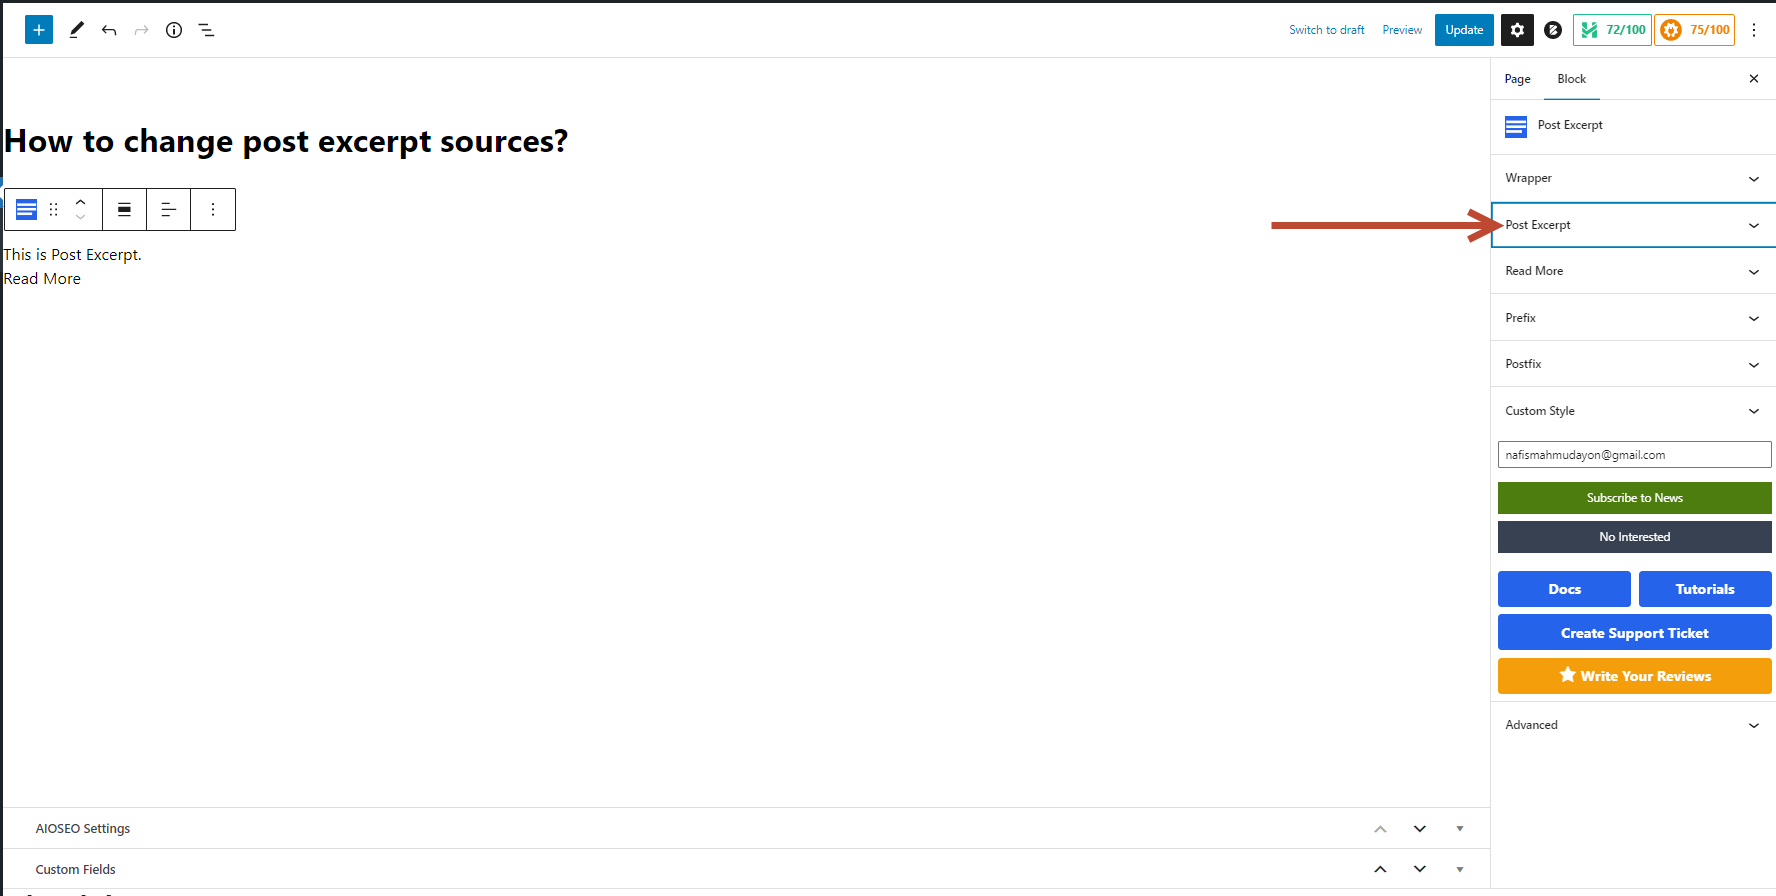 Switch to draft Preview Update 72/100 75/100
Page Block
Post Excerpt
How to change post excerpt sources?
Wrapper
Post Excerpt
This is Post Excerpt.
Read More
Read More
Prefix
Postfix
Custom Style
nafismahmudayon@gmail.com
Subscribe to News
No Interested
Docs Tutorials
Create Support Ticket
Write Your Reviews
Advanced
AIOSEO Settings
Custom Fields